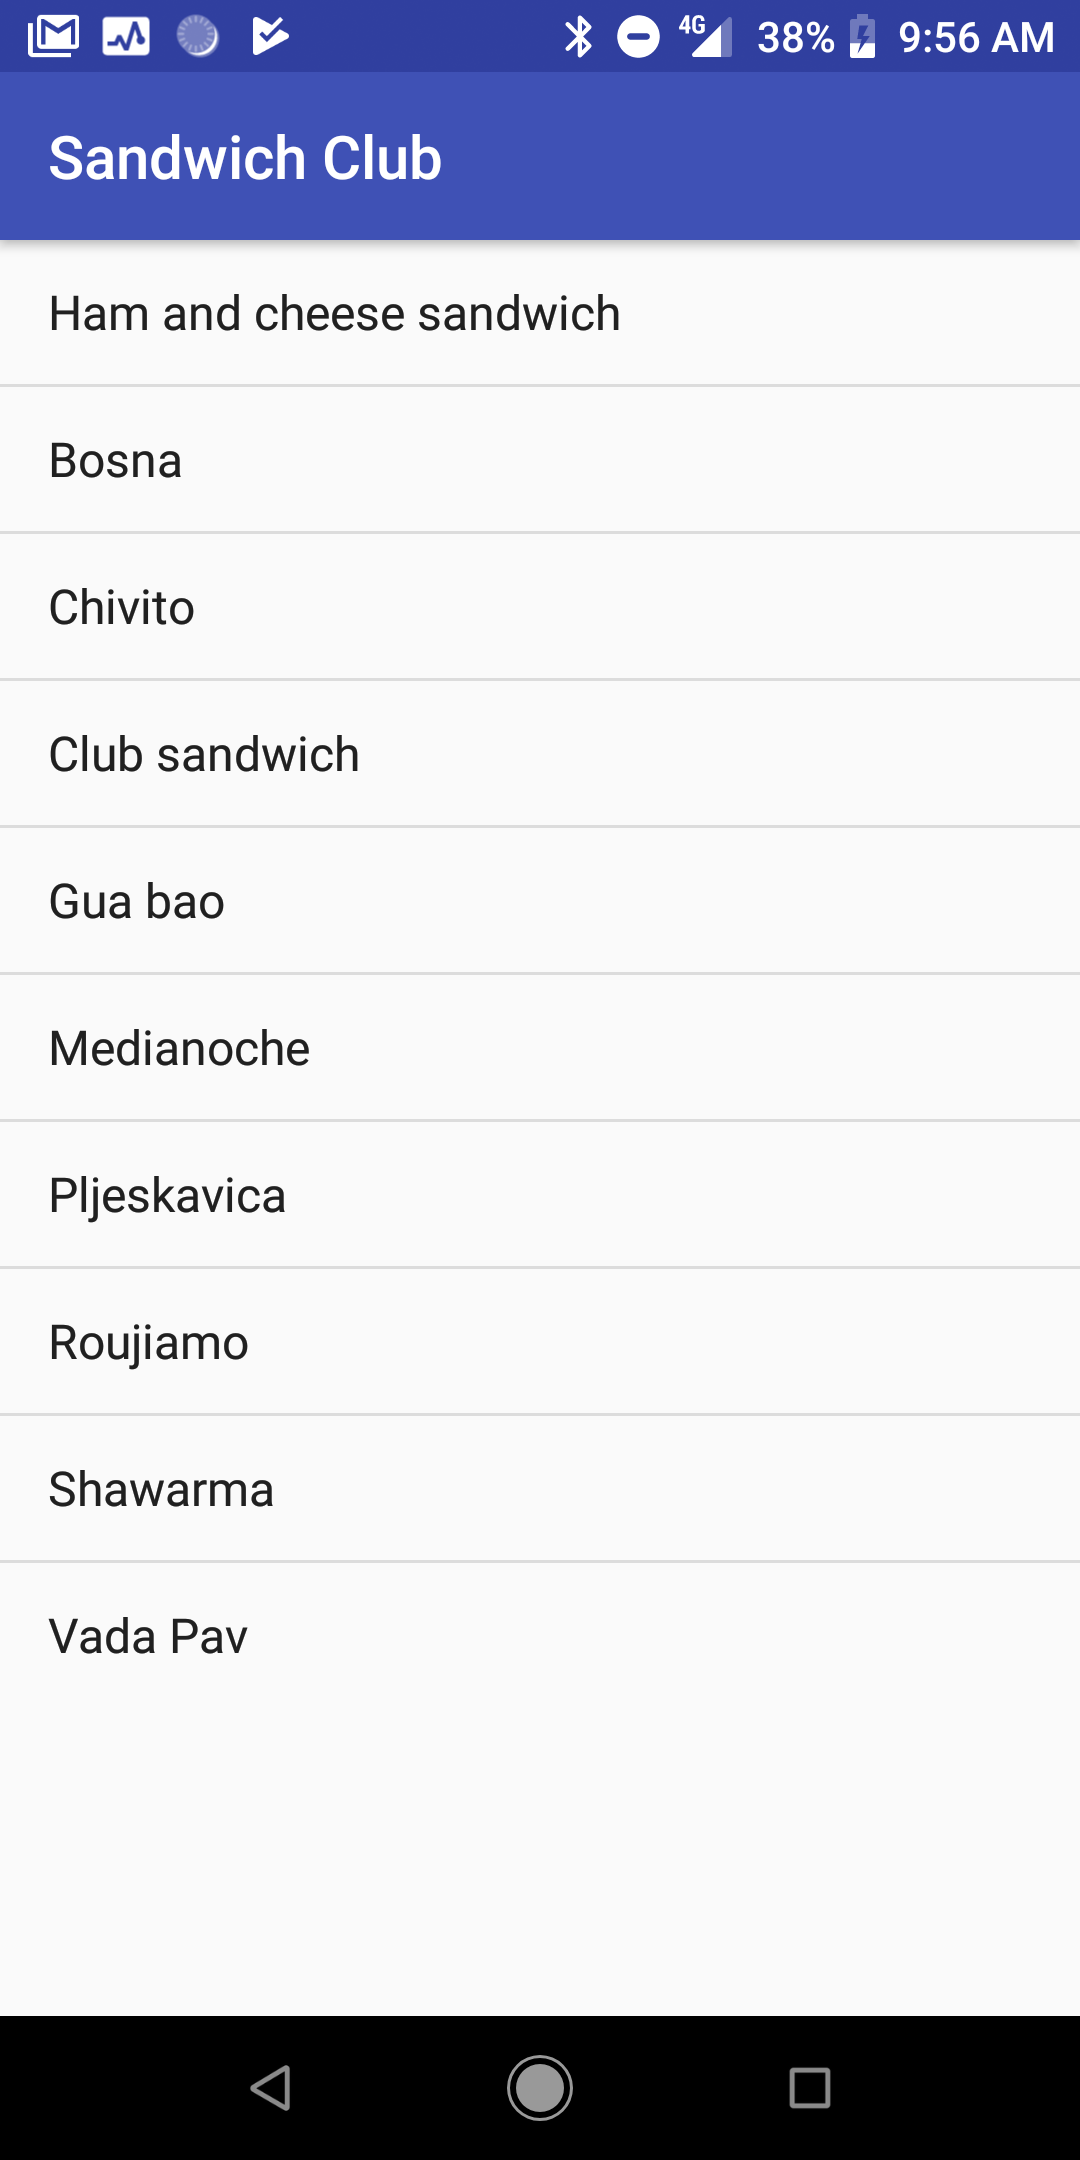 4G 38% 9:56 AM
Sandwich Club
Ham and cheese sandwich
Bosna
Chivito
Club sandwich
Gua bao
Medianoche
Pljeskavica
Roujiamo
Shawarma
Vada Pav